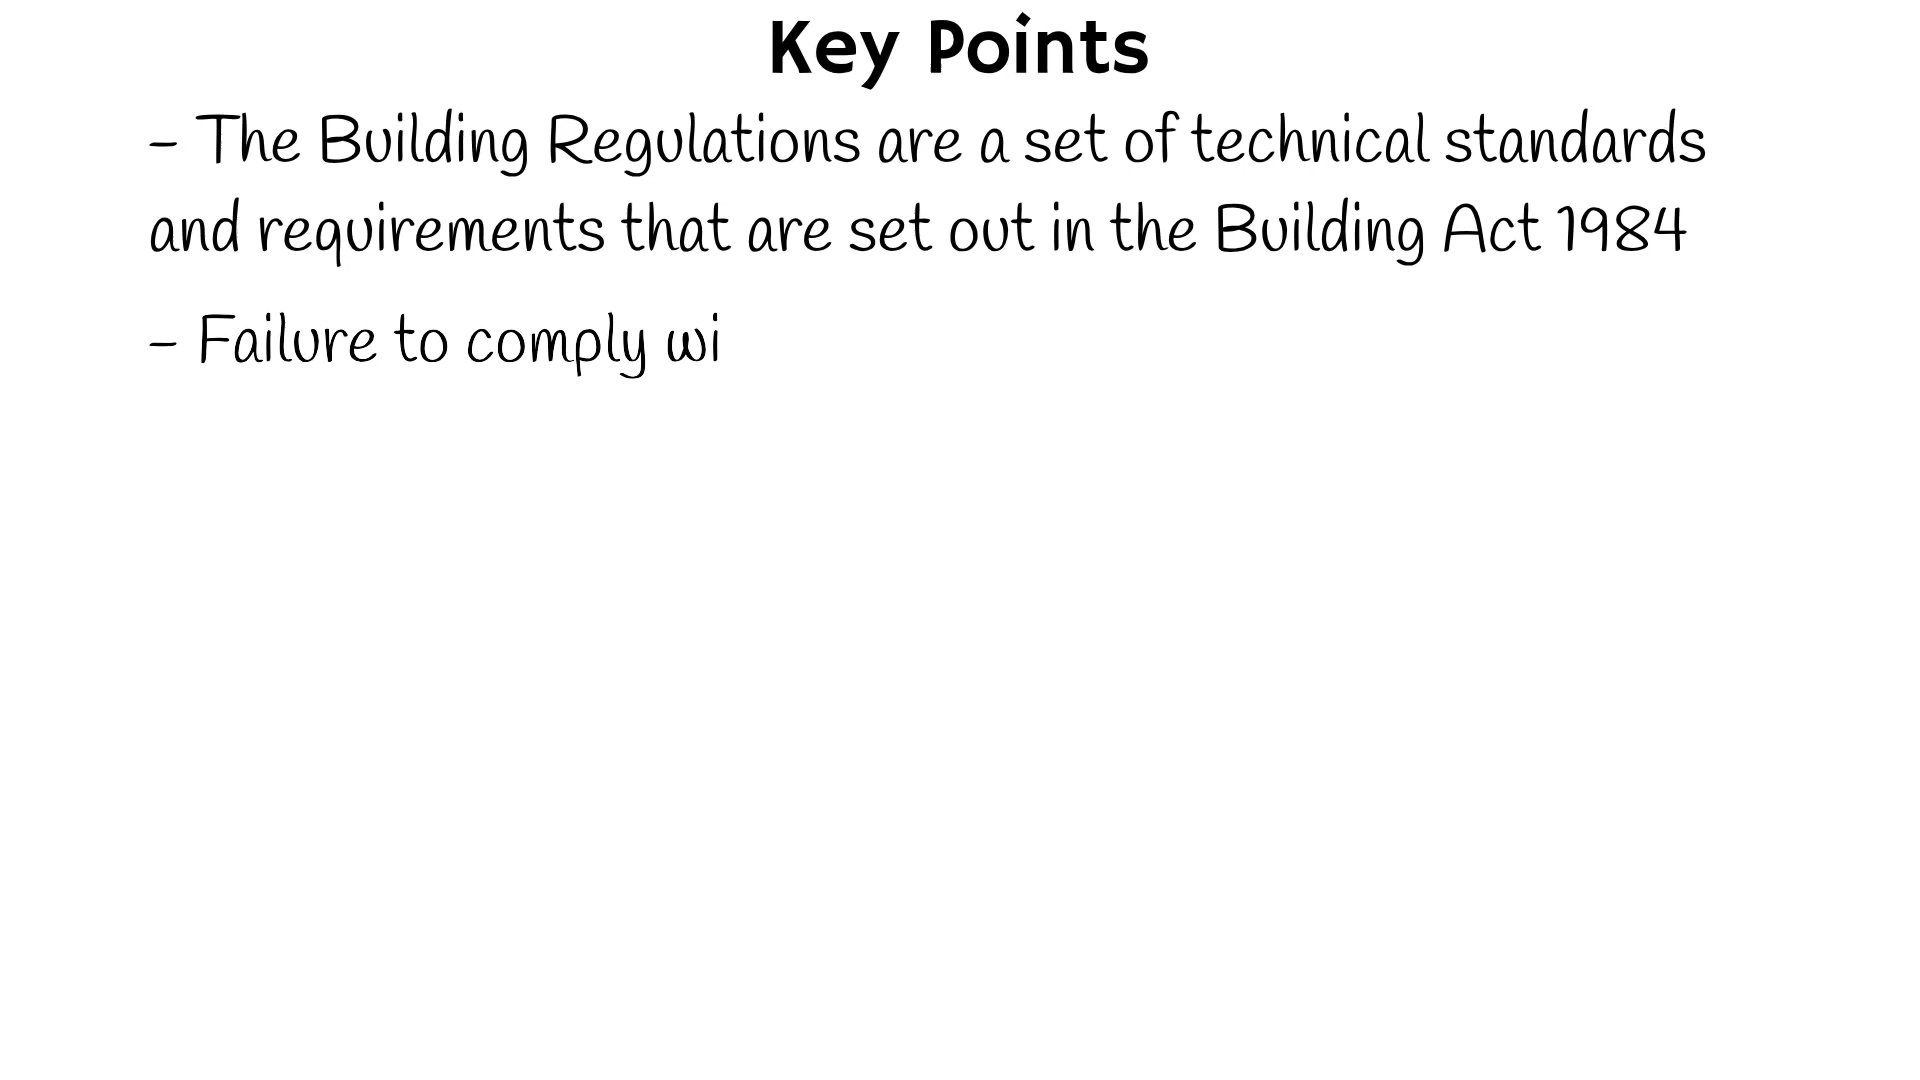 Key Points
- The Building Regulations are a set of technical standards
and requirements that are set out in the Building Act 1984
- Failure to comply wi